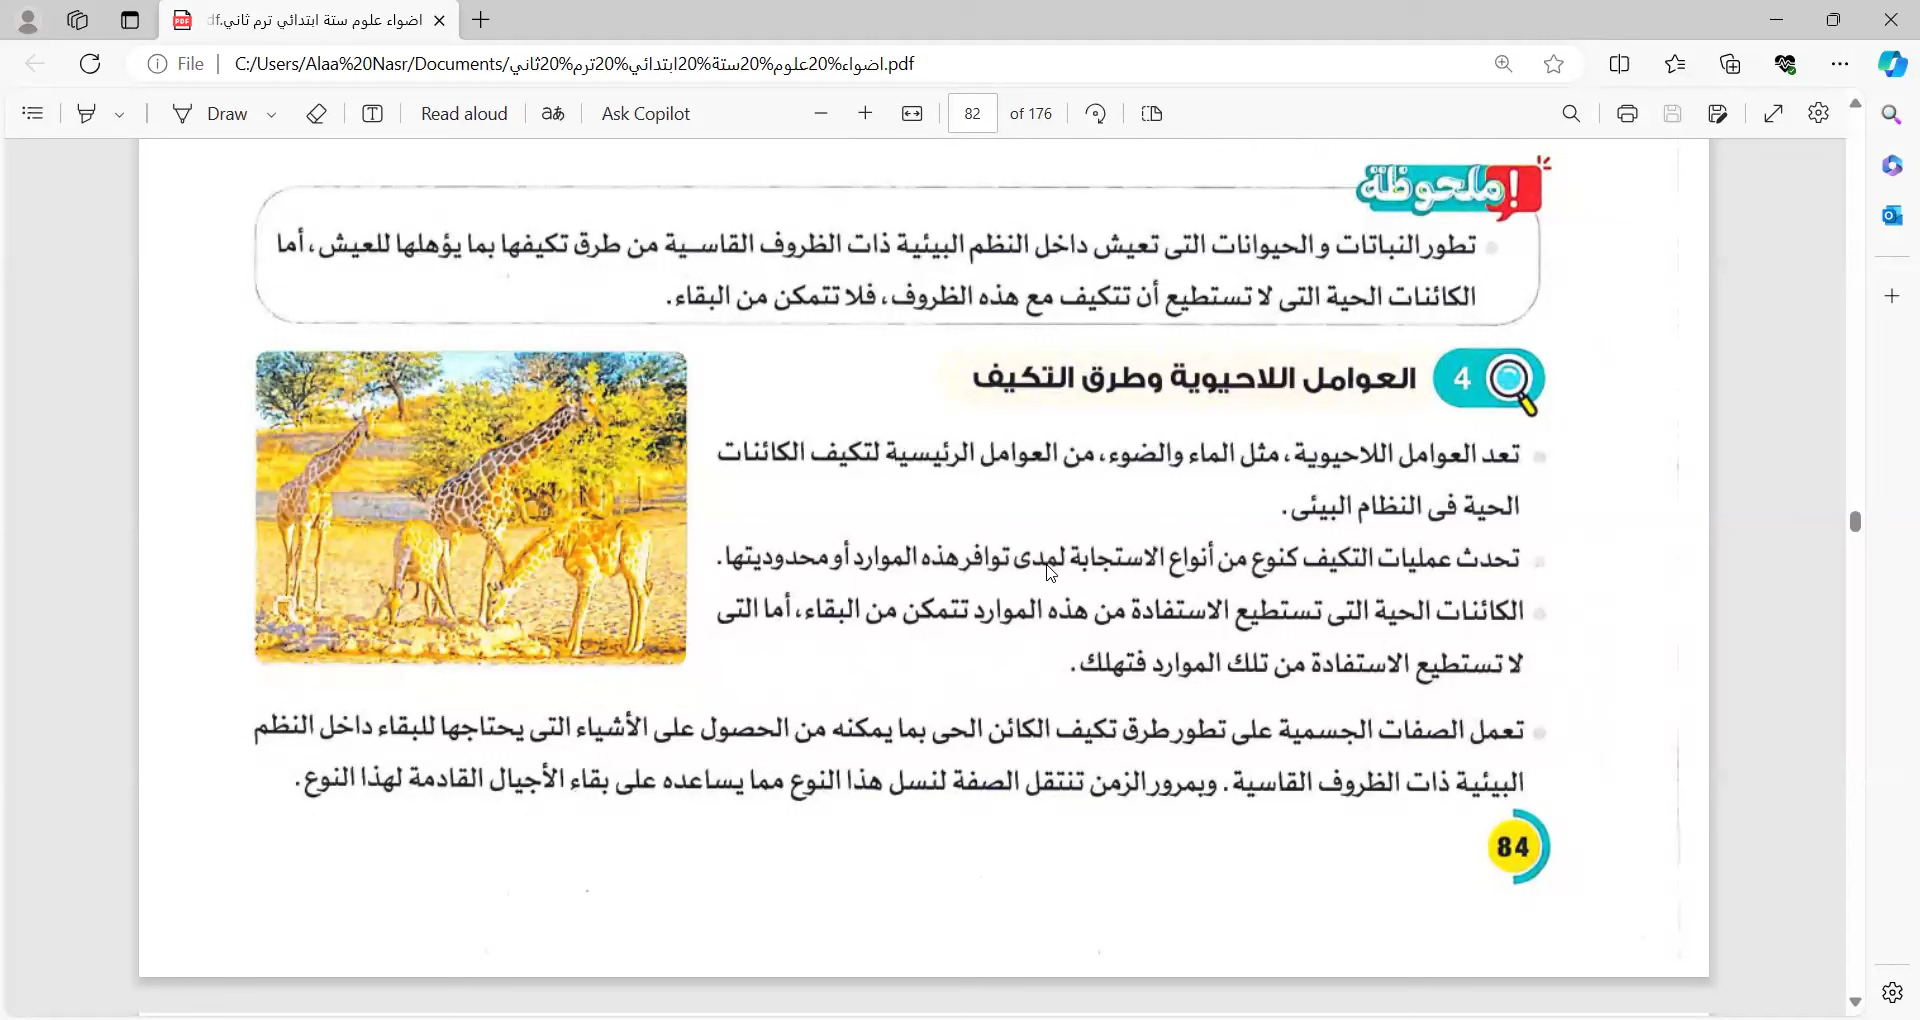 اضواء علوم ستة ابتدائي ترم ثاني.pdf
File
C:/Users/Alaa%20Nasr/Documents/اضواء%20علوم%20ستة%20ابتدائي%20ترم%20ثاني.pdf
Draw
Read aloud
aあ
Ask Copilot
82
of 176
ملحوظة!
تطور النباتات و الحيوانات التى تعيش داخل النظم البيئية ذات الظروف القاسية من طرق تكيفها بما يؤهلها للعيش، أما
الكائنات الحية التى لا تستطيع أن تتكيف مع هذه الظروف، فلا تتمكن من البقاء.
4 العوامل اللاحيوية وطرق التكيف
تعد العوامل اللاحيوية، مثل الماء والضوء، من العوامل الرئيسية لتكيف الكائنات
الحية فى النظام البيئى.
تحدث عمليات التكيف كنوع من أنواع الاستجابة لمدى توافر هذه الموارد أو محدوديتها.
الكائنات الحية التى تستطيع الاستفادة من هذه الموارد تتمكن من البقاء، أما التى
لا تستطيع الاستفادة من تلك الموارد فتهلك.
تعمل الصفات الجسمية على تطور طرق تكيف الكائن الحى بما يمكنه من الحصول على الأشياء التى يحتاجها للبقاء داخل النظم
البيئية ذات الظروف القاسية. وبمرور الزمن تنتقل الصفة لنسل هذا النوع مما يساعده على بقاء الأجيال القادمة لهذا النوع.
84